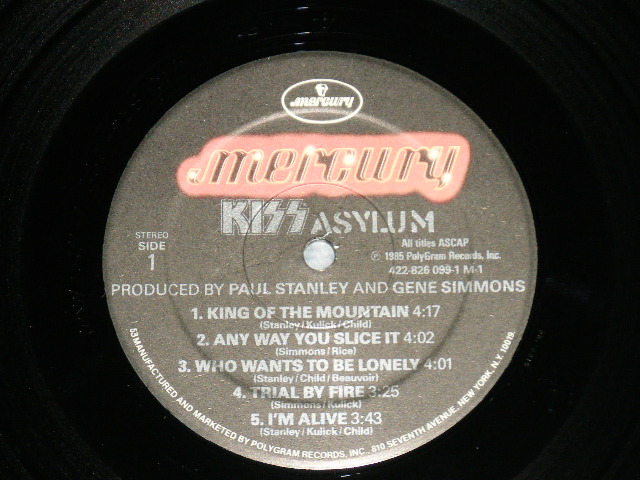 mercury
mercury
KISS ASYLUM
STEREO
SIDE
1
All titles ASCAP
℗ 1985 PolyGram Records, Inc.
422-826 099-1 M-1
PRODUCED BY PAUL STANLEY AND GENE SIMMONS
1. KING OF THE MOUNTAIN 4:17
(Stanley/Kulick/Child)
2. ANY WAY YOU SLICE IT 4:02
(Simmons/Rice)
3. WHO WANTS TO BE LONELY 4:01
(Stanley/Child/Beauvoir)
4. TRIAL BY FIRE 3:25
(Simmons/Kulick)
5. I'M ALIVE 3:43
(Stanley/Kulick/Child)
53 MANUFACTURED AND MARKETED BY POLYGRAM RECORDS, INC., 810 SEVENTH AVENUE, NEW YORK, N.Y. 10019.